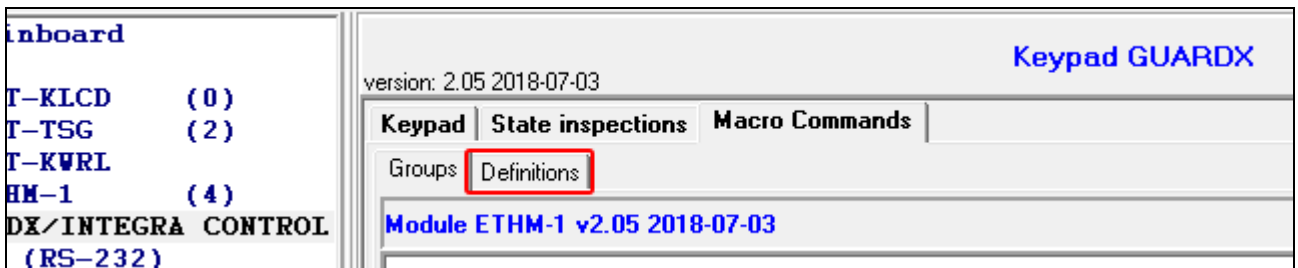 inboard
T-KLCD (0)
T-TSG (2)
T-KWRL
HM-1 (4)
DX/INTEGRA CONTROL
(RS-232)
Keypad GUARDX
version: 2.05 2018-07-03
Keypad State inspections Macro Commands
Groups Definitions
Module ETHM-1 v2.05 2018-07-03